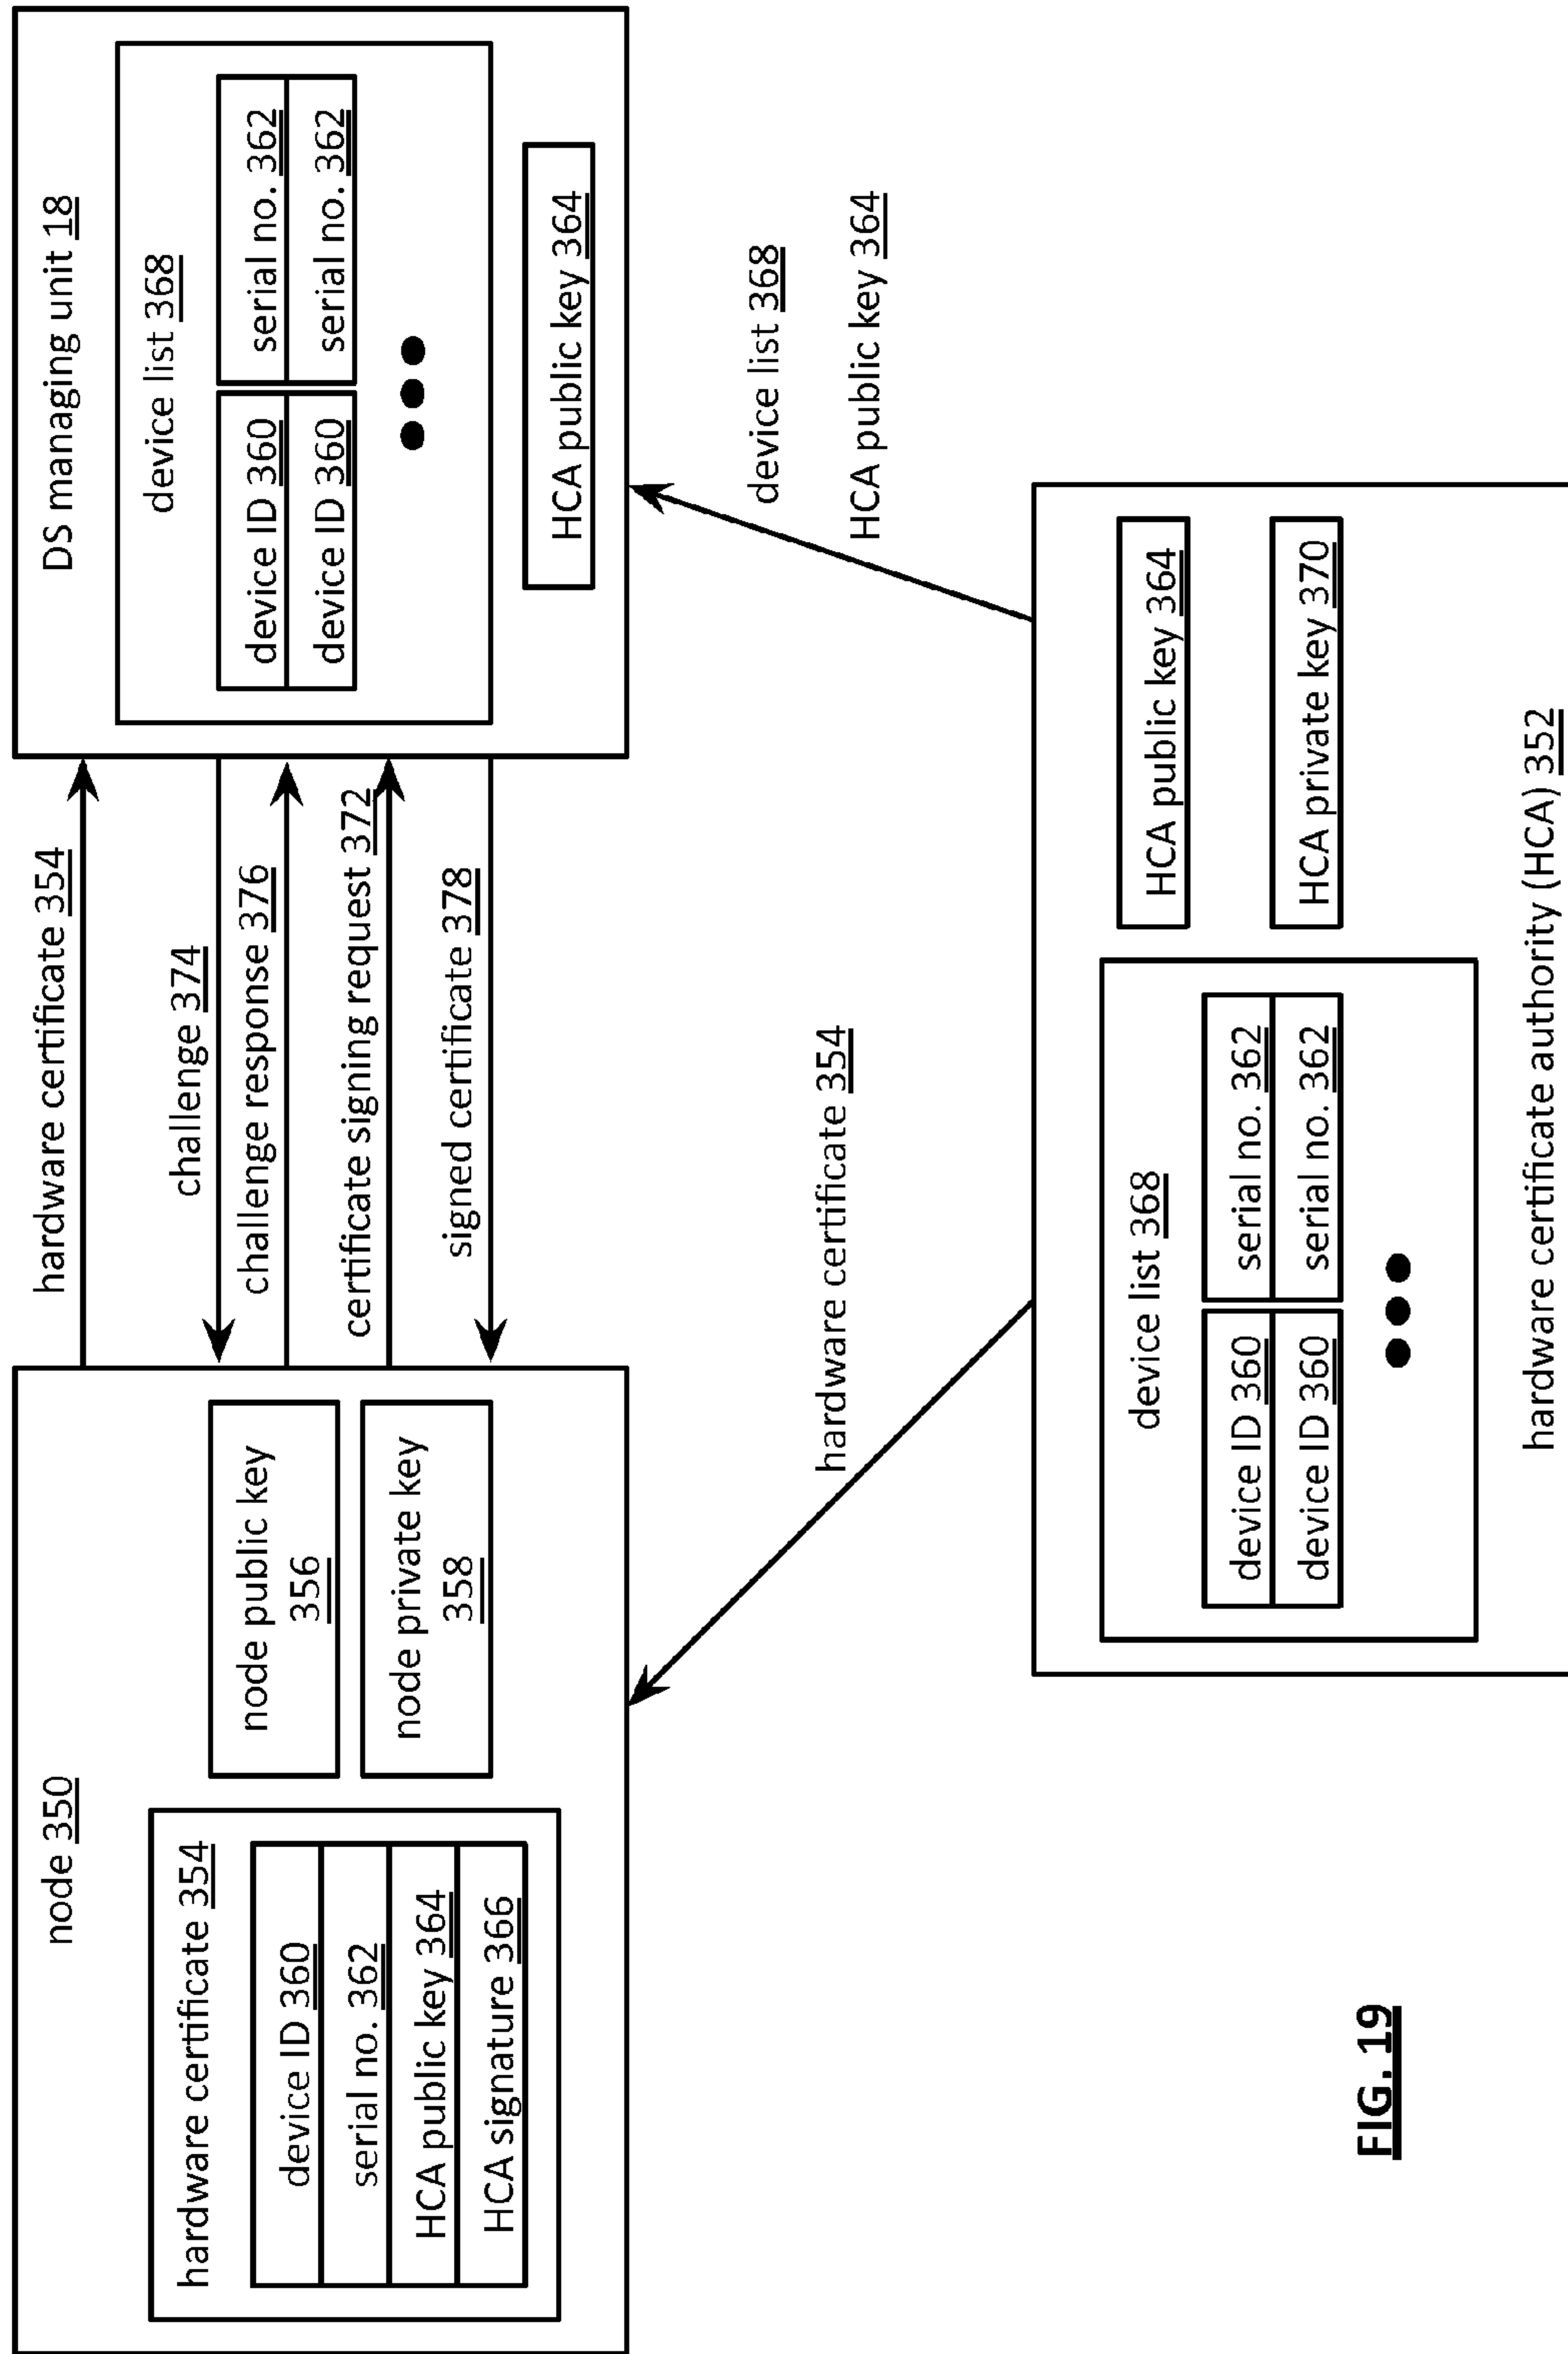 node 350
hardware certificate 354
device ID 360
serial no. 362
HCA public key 364
HCA signature 366
node public key
356
node private key
358
hardware certificate 354
challenge 374
challenge response 376
certificate signing request 372
signed certificate 378
DS managing unit 18
device list 368
device ID 360
serial no. 362
device ID 360
serial no. 362
HCA public key 364
hardware certificate 354
device list 368
HCA public key 364
device list 368
device ID 360
serial no. 362
device ID 360
serial no. 362
HCA public key 364
HCA private key 370
hardware certificate authority (HCA) 352
FIG. 19